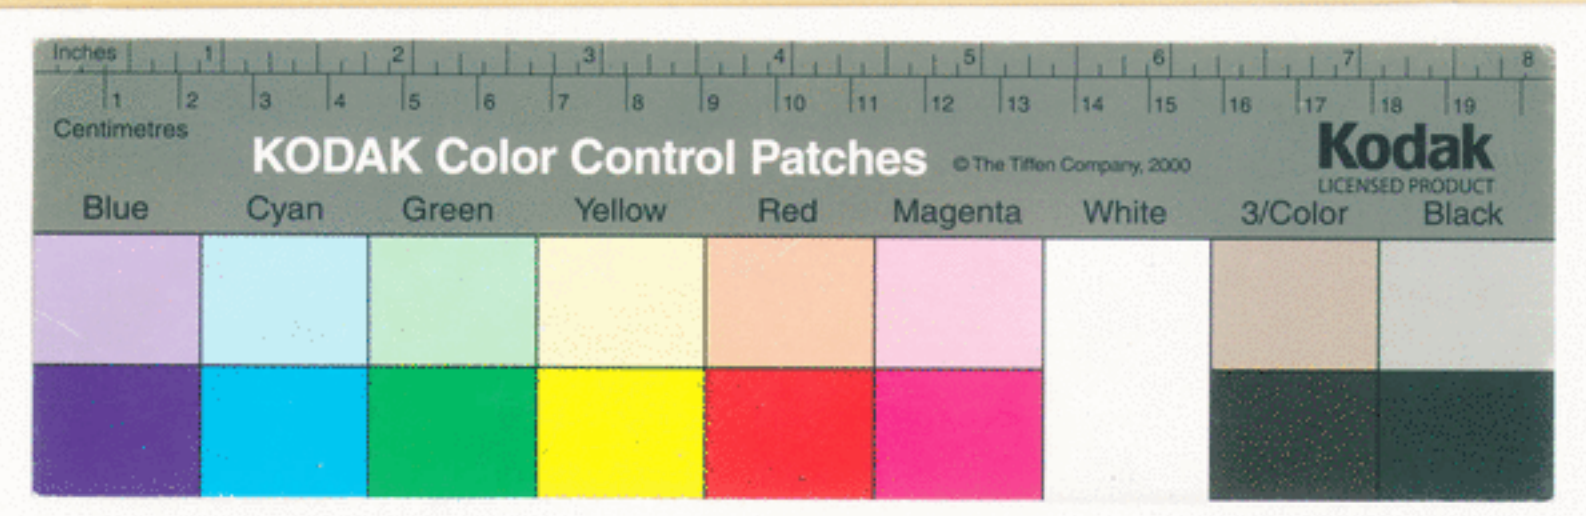 Inches 1 2 3 4 5 6 7 8
1 2 3 4 5 6 7 8 9 10 11 12 13 14 15 16 17 18 19
Centimetres
KODAK Color Control Patches © The Tiffen Company, 2000 Kodak
LICENSED PRODUCT
Blue Cyan Green Yellow Red Magenta White 3/Color Black